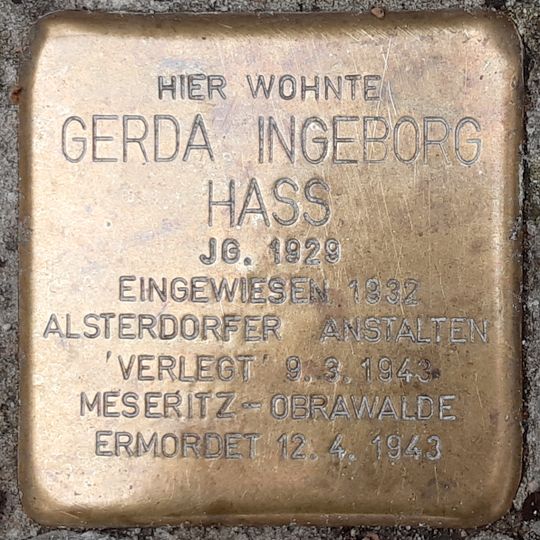 HIER WOHNTE
GERDA INGEBORG
HASS
JG. 1929
EINGEWIESEN 1932
ALSTERDORFER ANSTALTEN
'VERLEGT' 9. 3. 1943
MESERITZ – OBRAWALDE
ERMORDET 12. 4. 1943